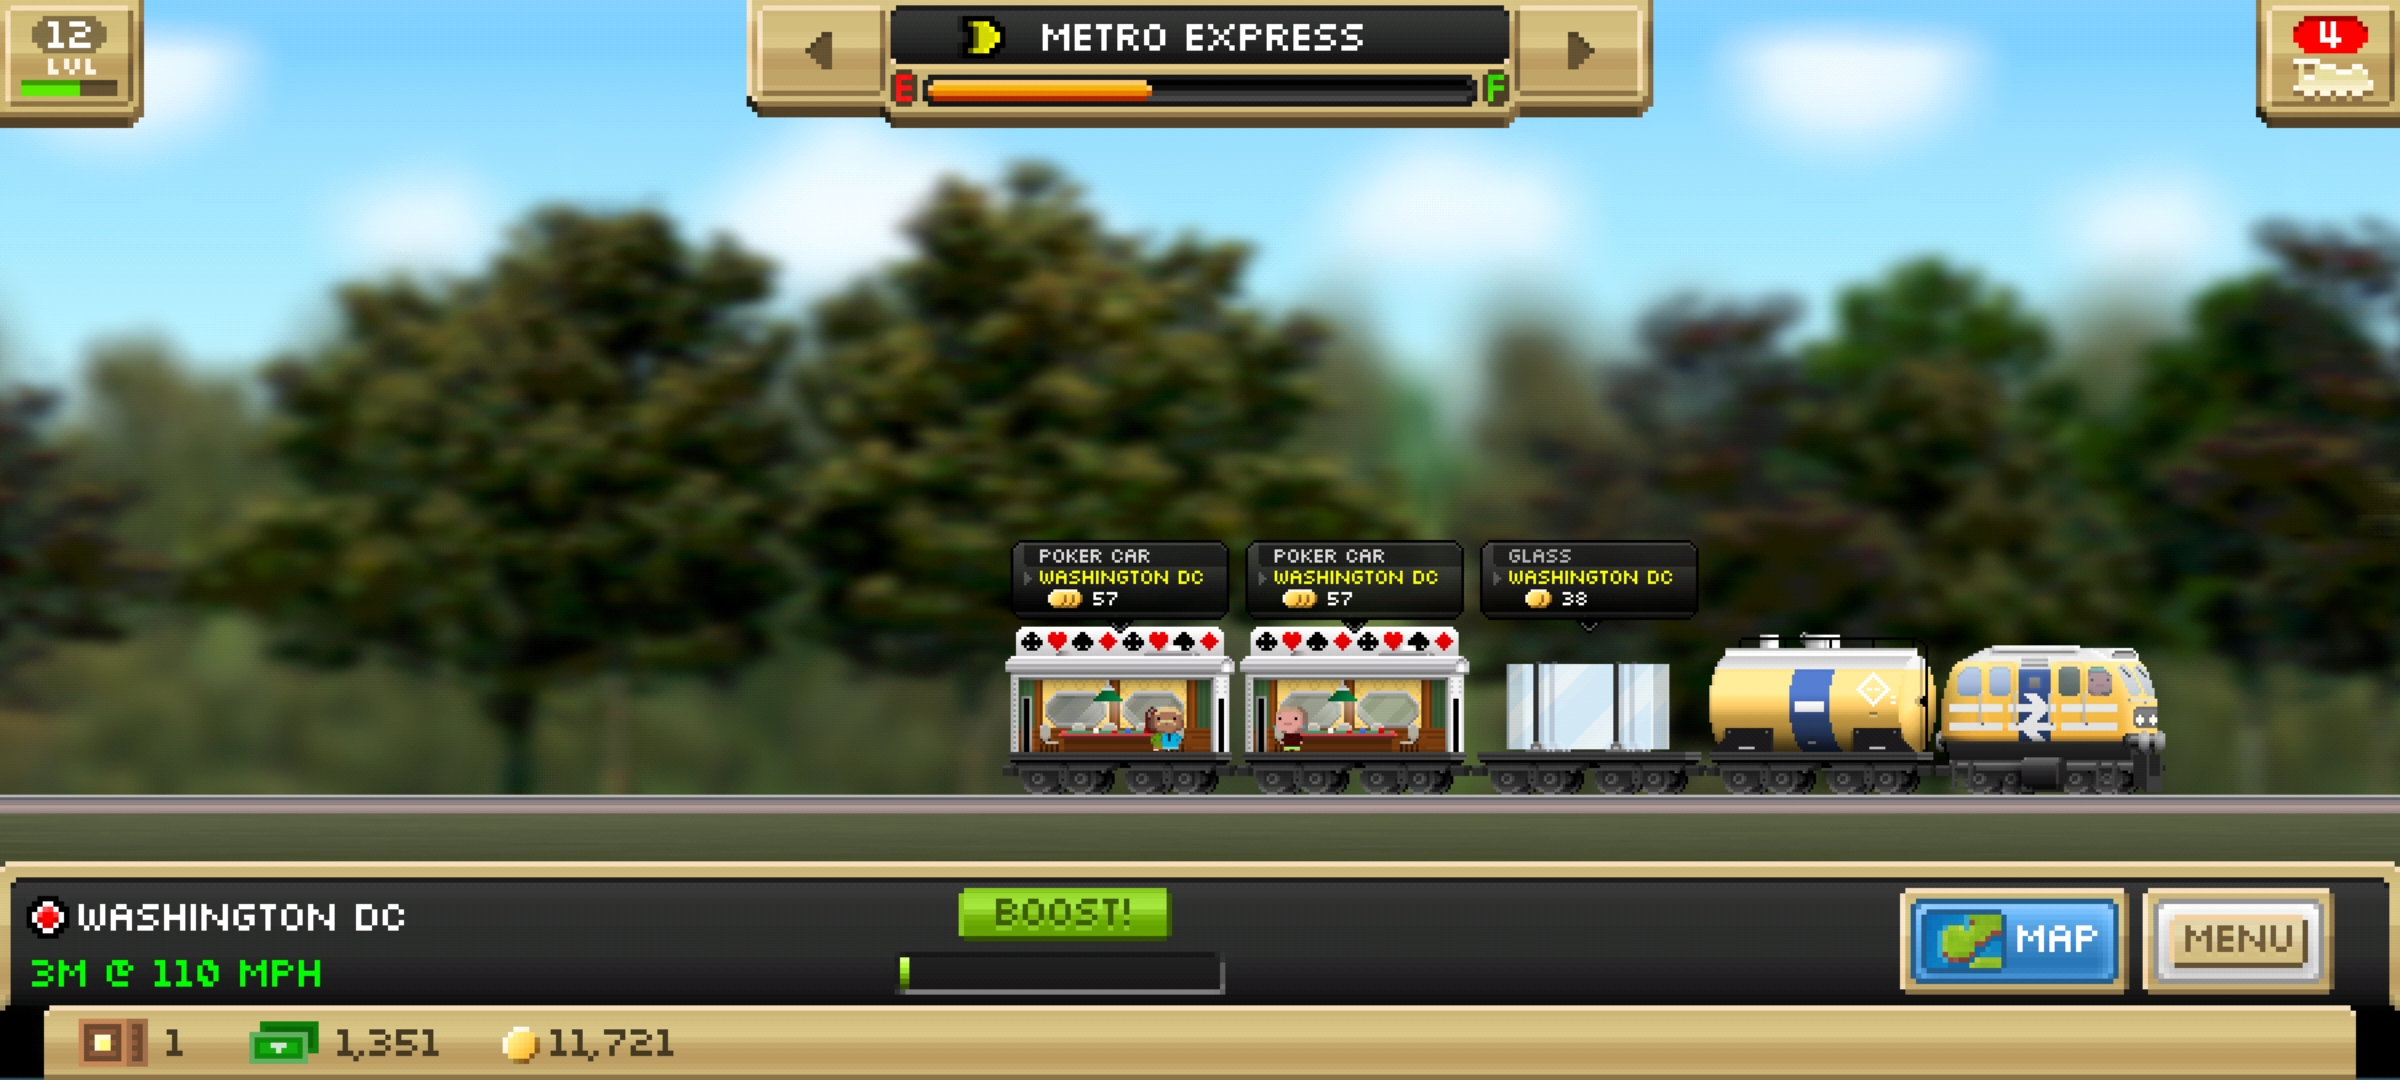 12
LVL
METRO EXPRESS
E F
4
POKER CAR
WASHINGTON DC
57
POKER CAR
WASHINGTON DC
57
GLASS
WASHINGTON DC
38
WASHINGTON DC
3M @ 110 MPH
BOOST!
MAP
MENU
1
1,351
11,721